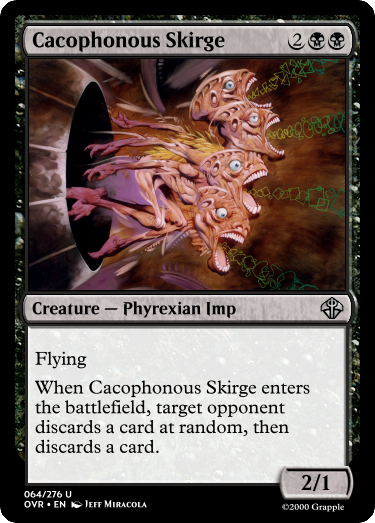 Cacophonous Skirge 2
Creature — Phyrexian Imp
Flying
When Cacophonous Skirge enters
the battlefield, target opponent
discards a card at random, then
discards a card.
2/1
064/276 U
OVR • EN Jeff Miracola
©2000 Grapple